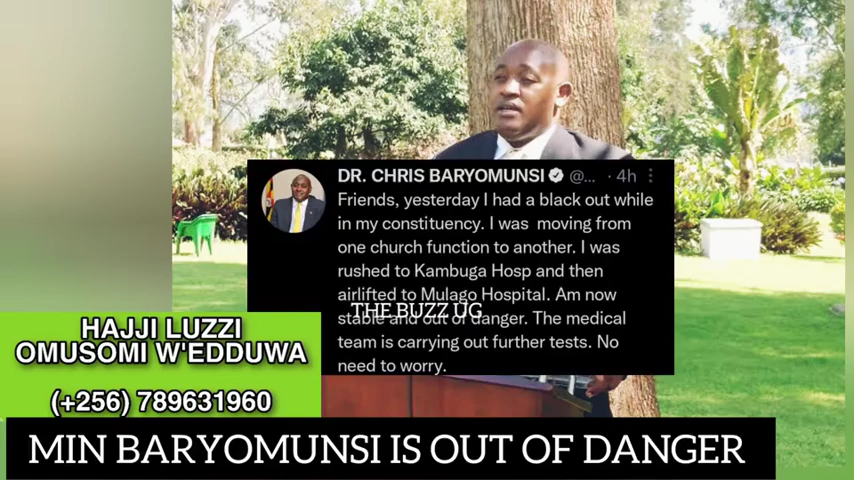 DR. CHRIS BARYOMUNSI @... · 4h
Friends, yesterday I had a black out while
in my constituency. I was moving from
one church function to another. I was
rushed to Kambuga Hosp and then
airlifted to Mulago Hospital. Am now
stable and out of danger. The medical
team is carrying out further tests. No
need to worry.
THE BUZZ UG
HAJJI LUZZI
OMUSOMI W'EDDUWA
(+256) 789631960
MIN BARYOMUNSI IS OUT OF DANGER